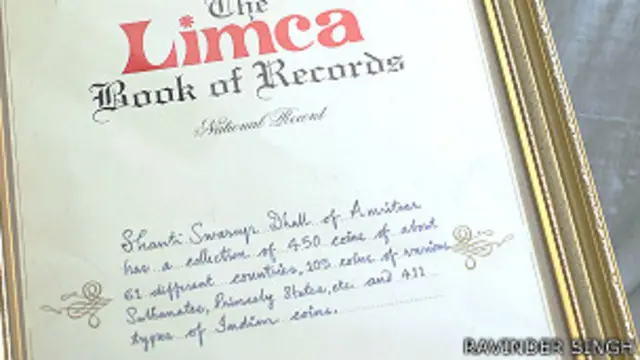 The
Limca
Book of Records
National Record
Shanti Swarup Dhall of Amritsar
has a collection of 450 coins of about
61 different countries, 105 coins of various
Sulthanates, Princely States, etc. and 411
types of Indian coins.
RAVINDER SINGH